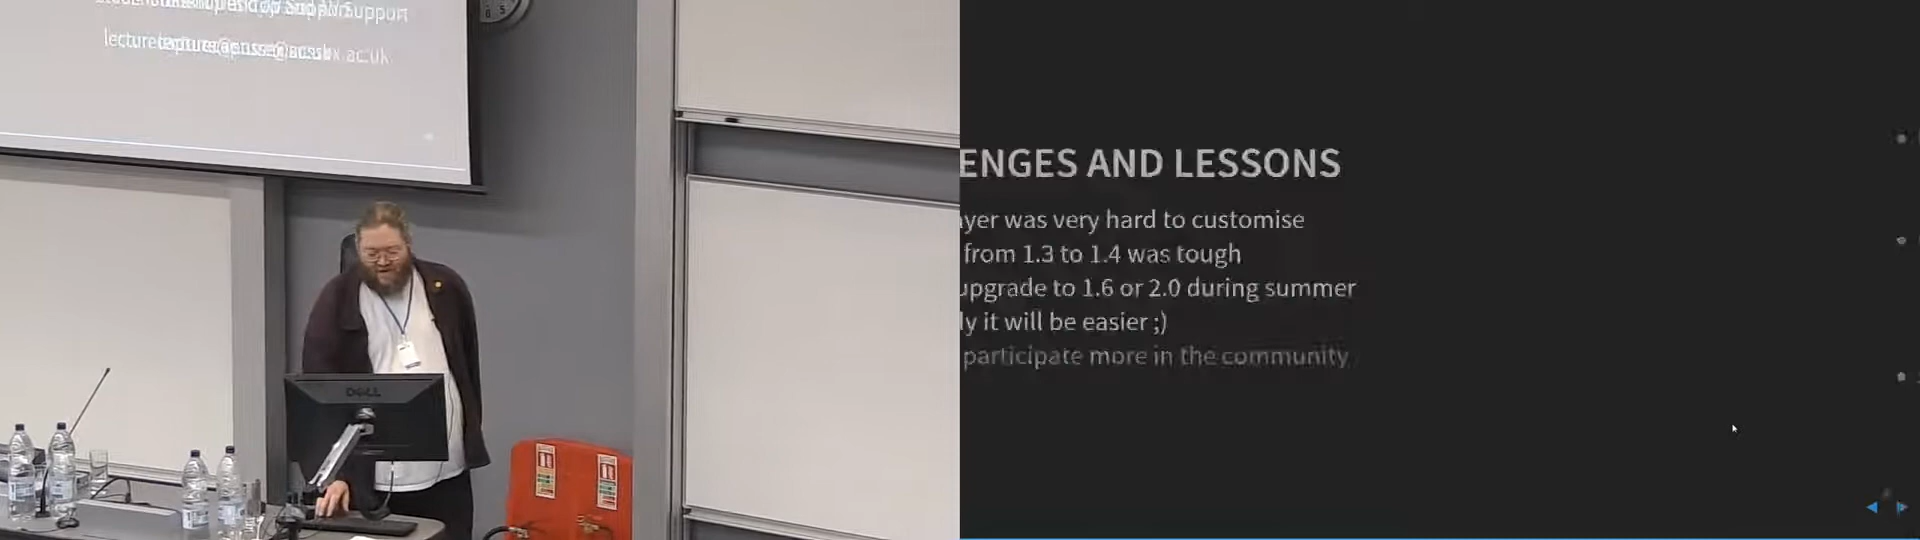 Support
ac.uk
5
DELL
ENGES AND LESSONS
ayer was very hard to customise
from 1.3 to 1.4 was tough
upgrade to 1.6 or 2.0 during summer
ly it will be easier ;)
participate more in the community